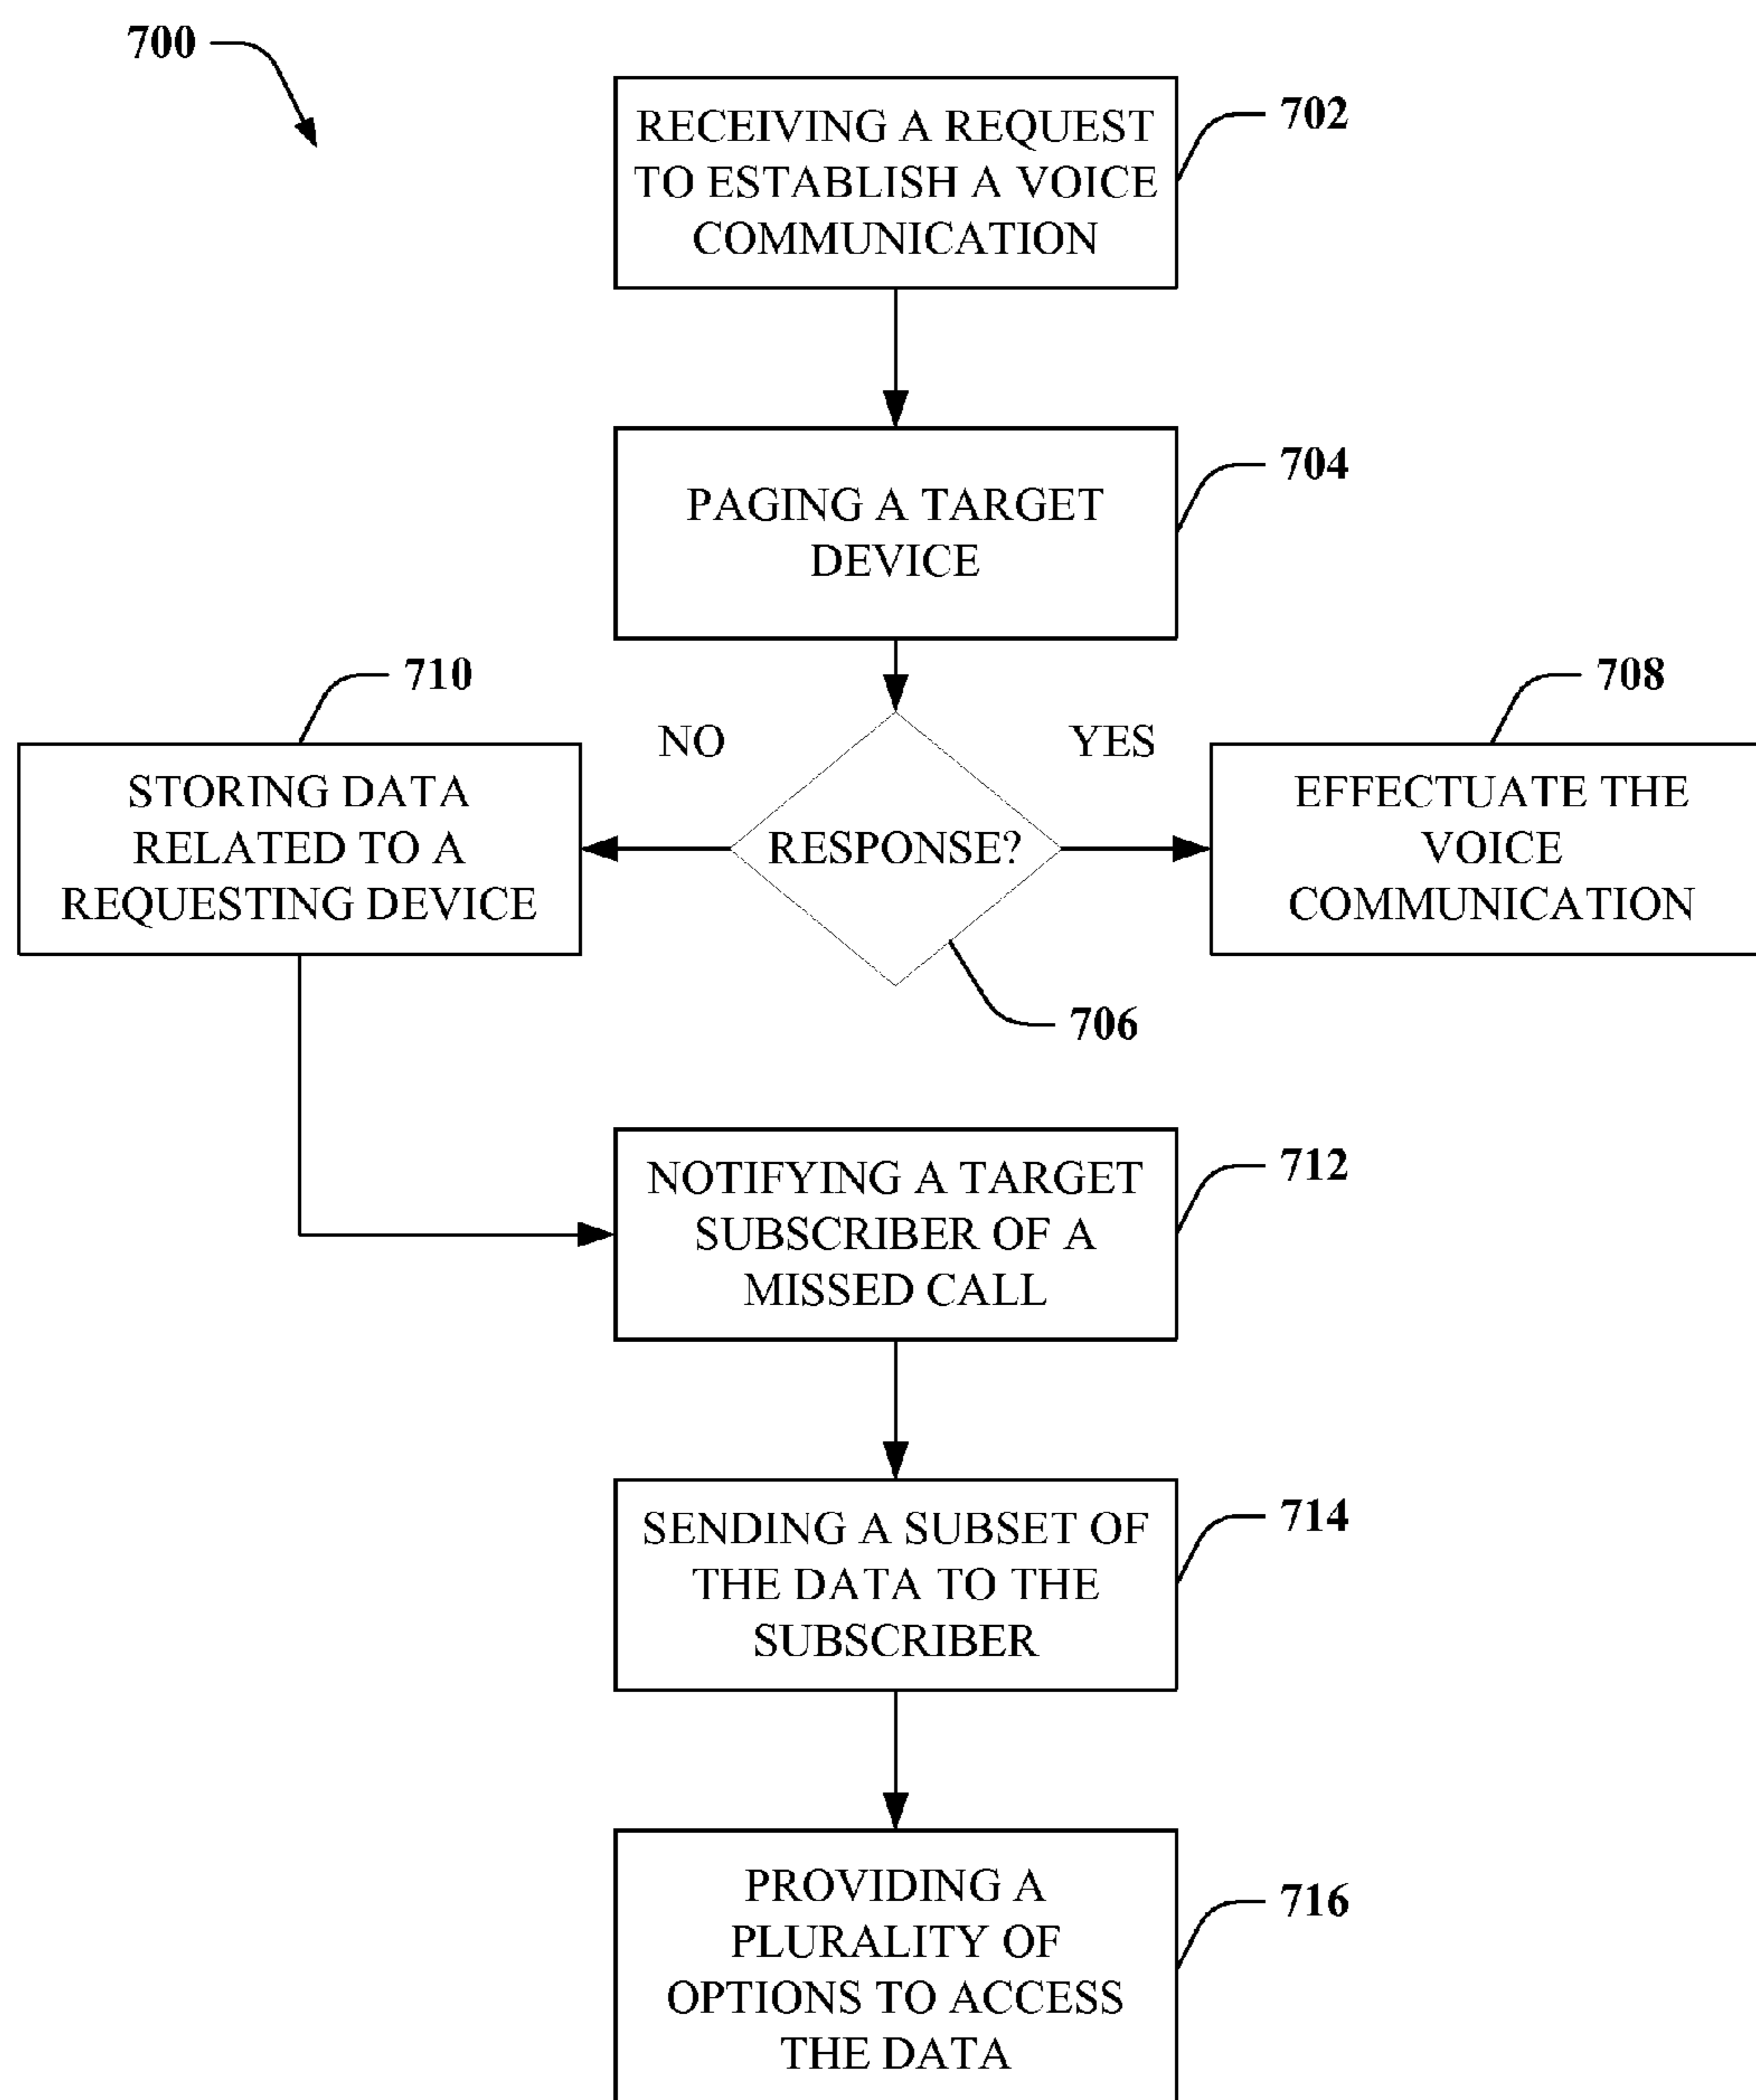 700
RECEIVING A REQUEST
TO ESTABLISH A VOICE
COMMUNICATION
702
PAGING A TARGET
DEVICE
704
710
708
NO
YES
STORING DATA
RELATED TO A
REQUESTING DEVICE
RESPONSE?
EFFECTUATE THE
VOICE
COMMUNICATION
706
NOTIFYING A TARGET
SUBSCRIBER OF A
MISSED CALL
712
SENDING A SUBSET OF
THE DATA TO THE
SUBSCRIBER
714
PROVIDING A
PLURALITY OF
OPTIONS TO ACCESS
THE DATA
716